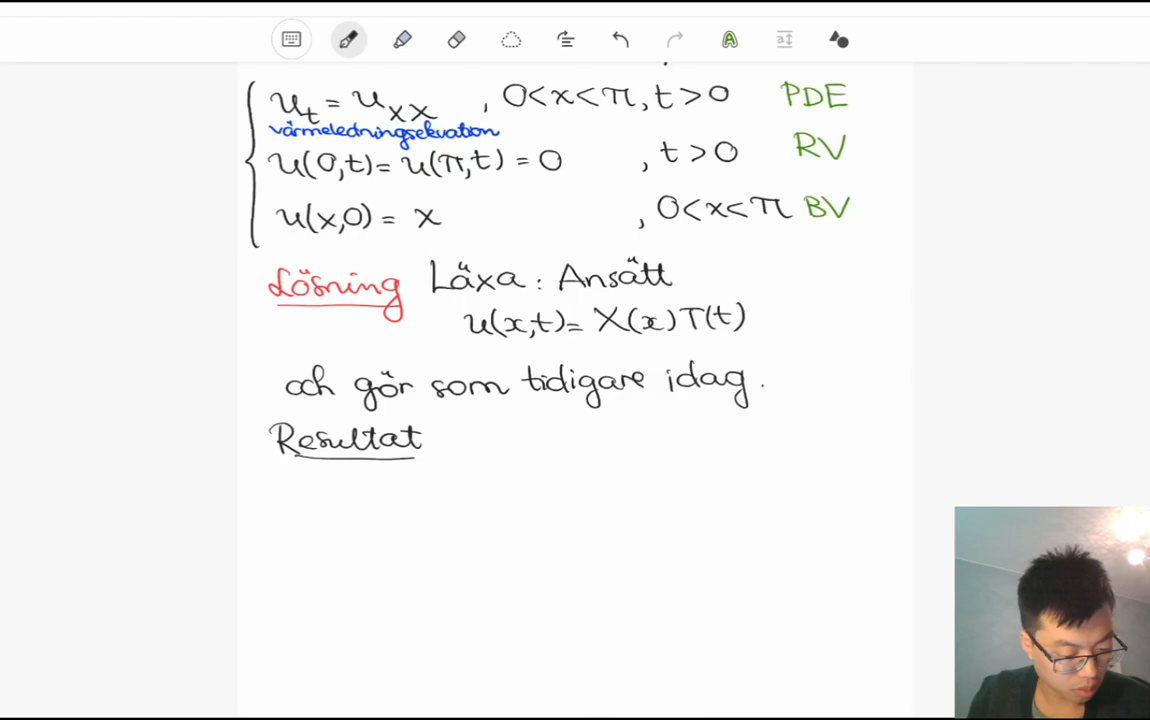 u_t = u_xx , 0<x<π, t>0 PDE
värmeledningsekvation
u(0,t)= u(π,t) = 0 , t>0 RV
u(x,0) = x , 0<x<π BV
Lösning Läxa : Ansätt
u(x,t)= X(x)T(t)
och gör som tidigare idag.
Resultat